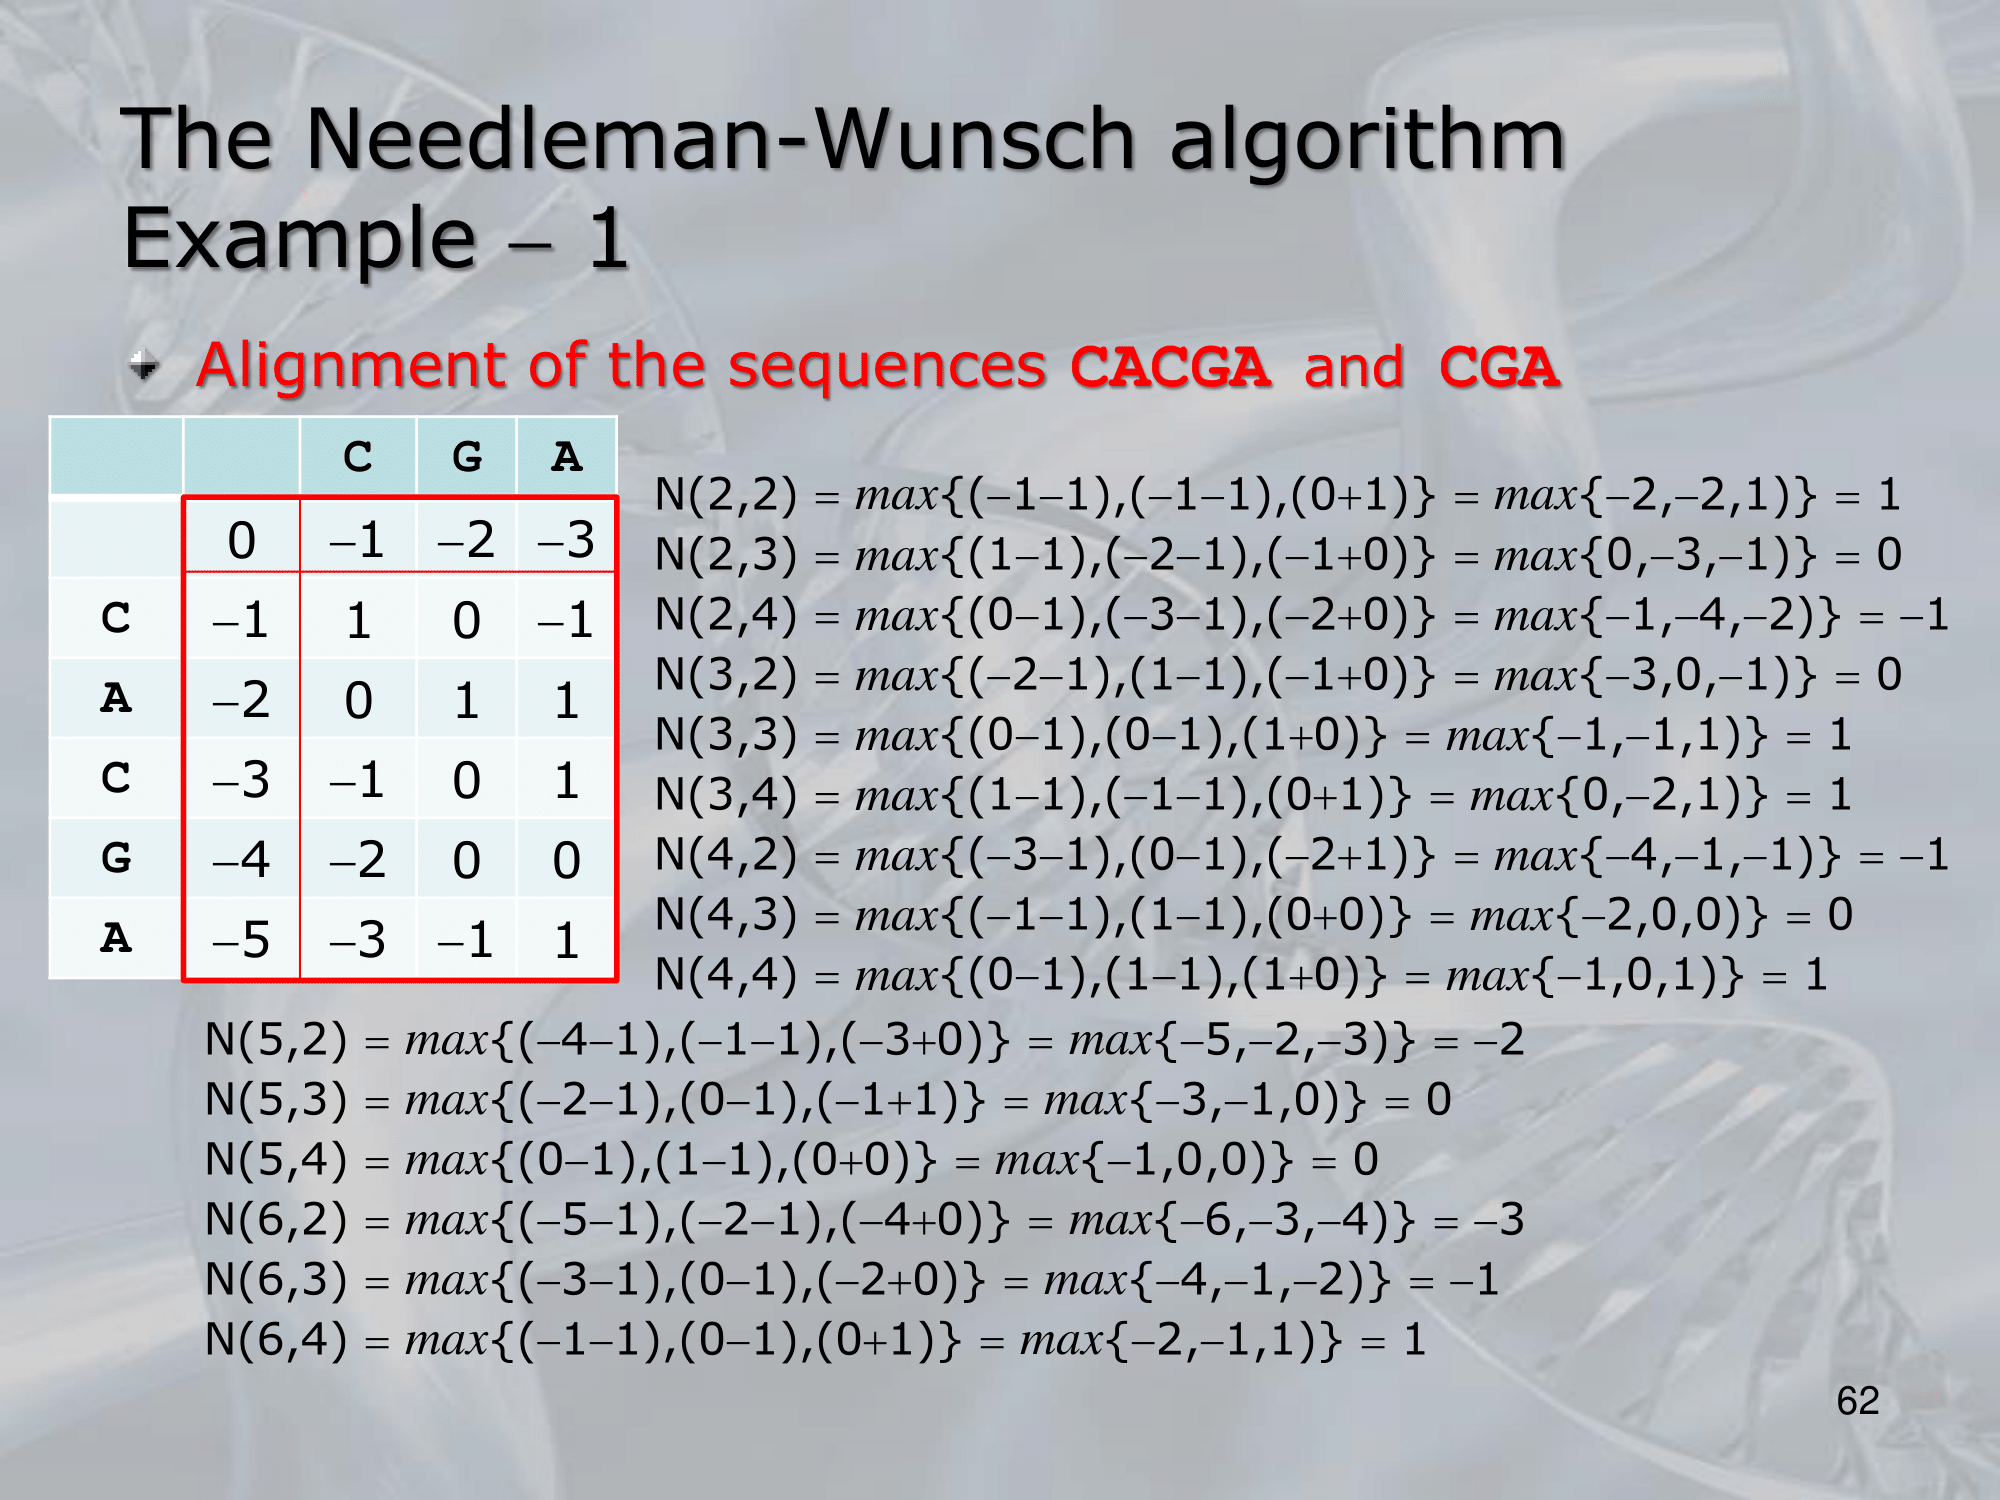 The Needleman-Wunsch algorithm
Example – 1
Alignment of the sequences CACGA and CGA
C G A
0 −1 −2 −3
C −1 1 0 −1
A −2 0 1 1
C −3 −1 0 1
G −4 −2 0 0
A −5 −3 −1 1
N(2,2) = max{(−1−1),(−1−1),(0+1)} = max{−2,−2,1)} = 1
N(2,3) = max{(1−1),(−2−1),(−1+0)} = max{0,−3,−1)} = 0
N(2,4) = max{(0−1),(−3−1),(−2+0)} = max{−1,−4,−2)} = −1
N(3,2) = max{(−2−1),(1−1),(−1+0)} = max{−3,0,−1)} = 0
N(3,3) = max{(0−1),(0−1),(1+0)} = max{−1,−1,1)} = 1
N(3,4) = max{(1−1),(−1−1),(0+1)} = max{0,−2,1)} = 1
N(4,2) = max{(−3−1),(0−1),(−2+1)} = max{−4,−1,−1)} = −1
N(4,3) = max{(−1−1),(1−1),(0+0)} = max{−2,0,0)} = 0
N(4,4) = max{(0−1),(1−1),(1+0)} = max{−1,0,1)} = 1
N(5,2) = max{(−4−1),(−1−1),(−3+0)} = max{−5,−2,−3)} = −2
N(5,3) = max{(−2−1),(0−1),(−1+1)} = max{−3,−1,0)} = 0
N(5,4) = max{(0−1),(1−1),(0+0)} = max{−1,0,0)} = 0
N(6,2) = max{(−5−1),(−2−1),(−4+0)} = max{−6,−3,−4)} = −3
N(6,3) = max{(−3−1),(0−1),(−2+0)} = max{−4,−1,−2)} = −1
N(6,4) = max{(−1−1),(0−1),(0+1)} = max{−2,−1,1)} = 1
62